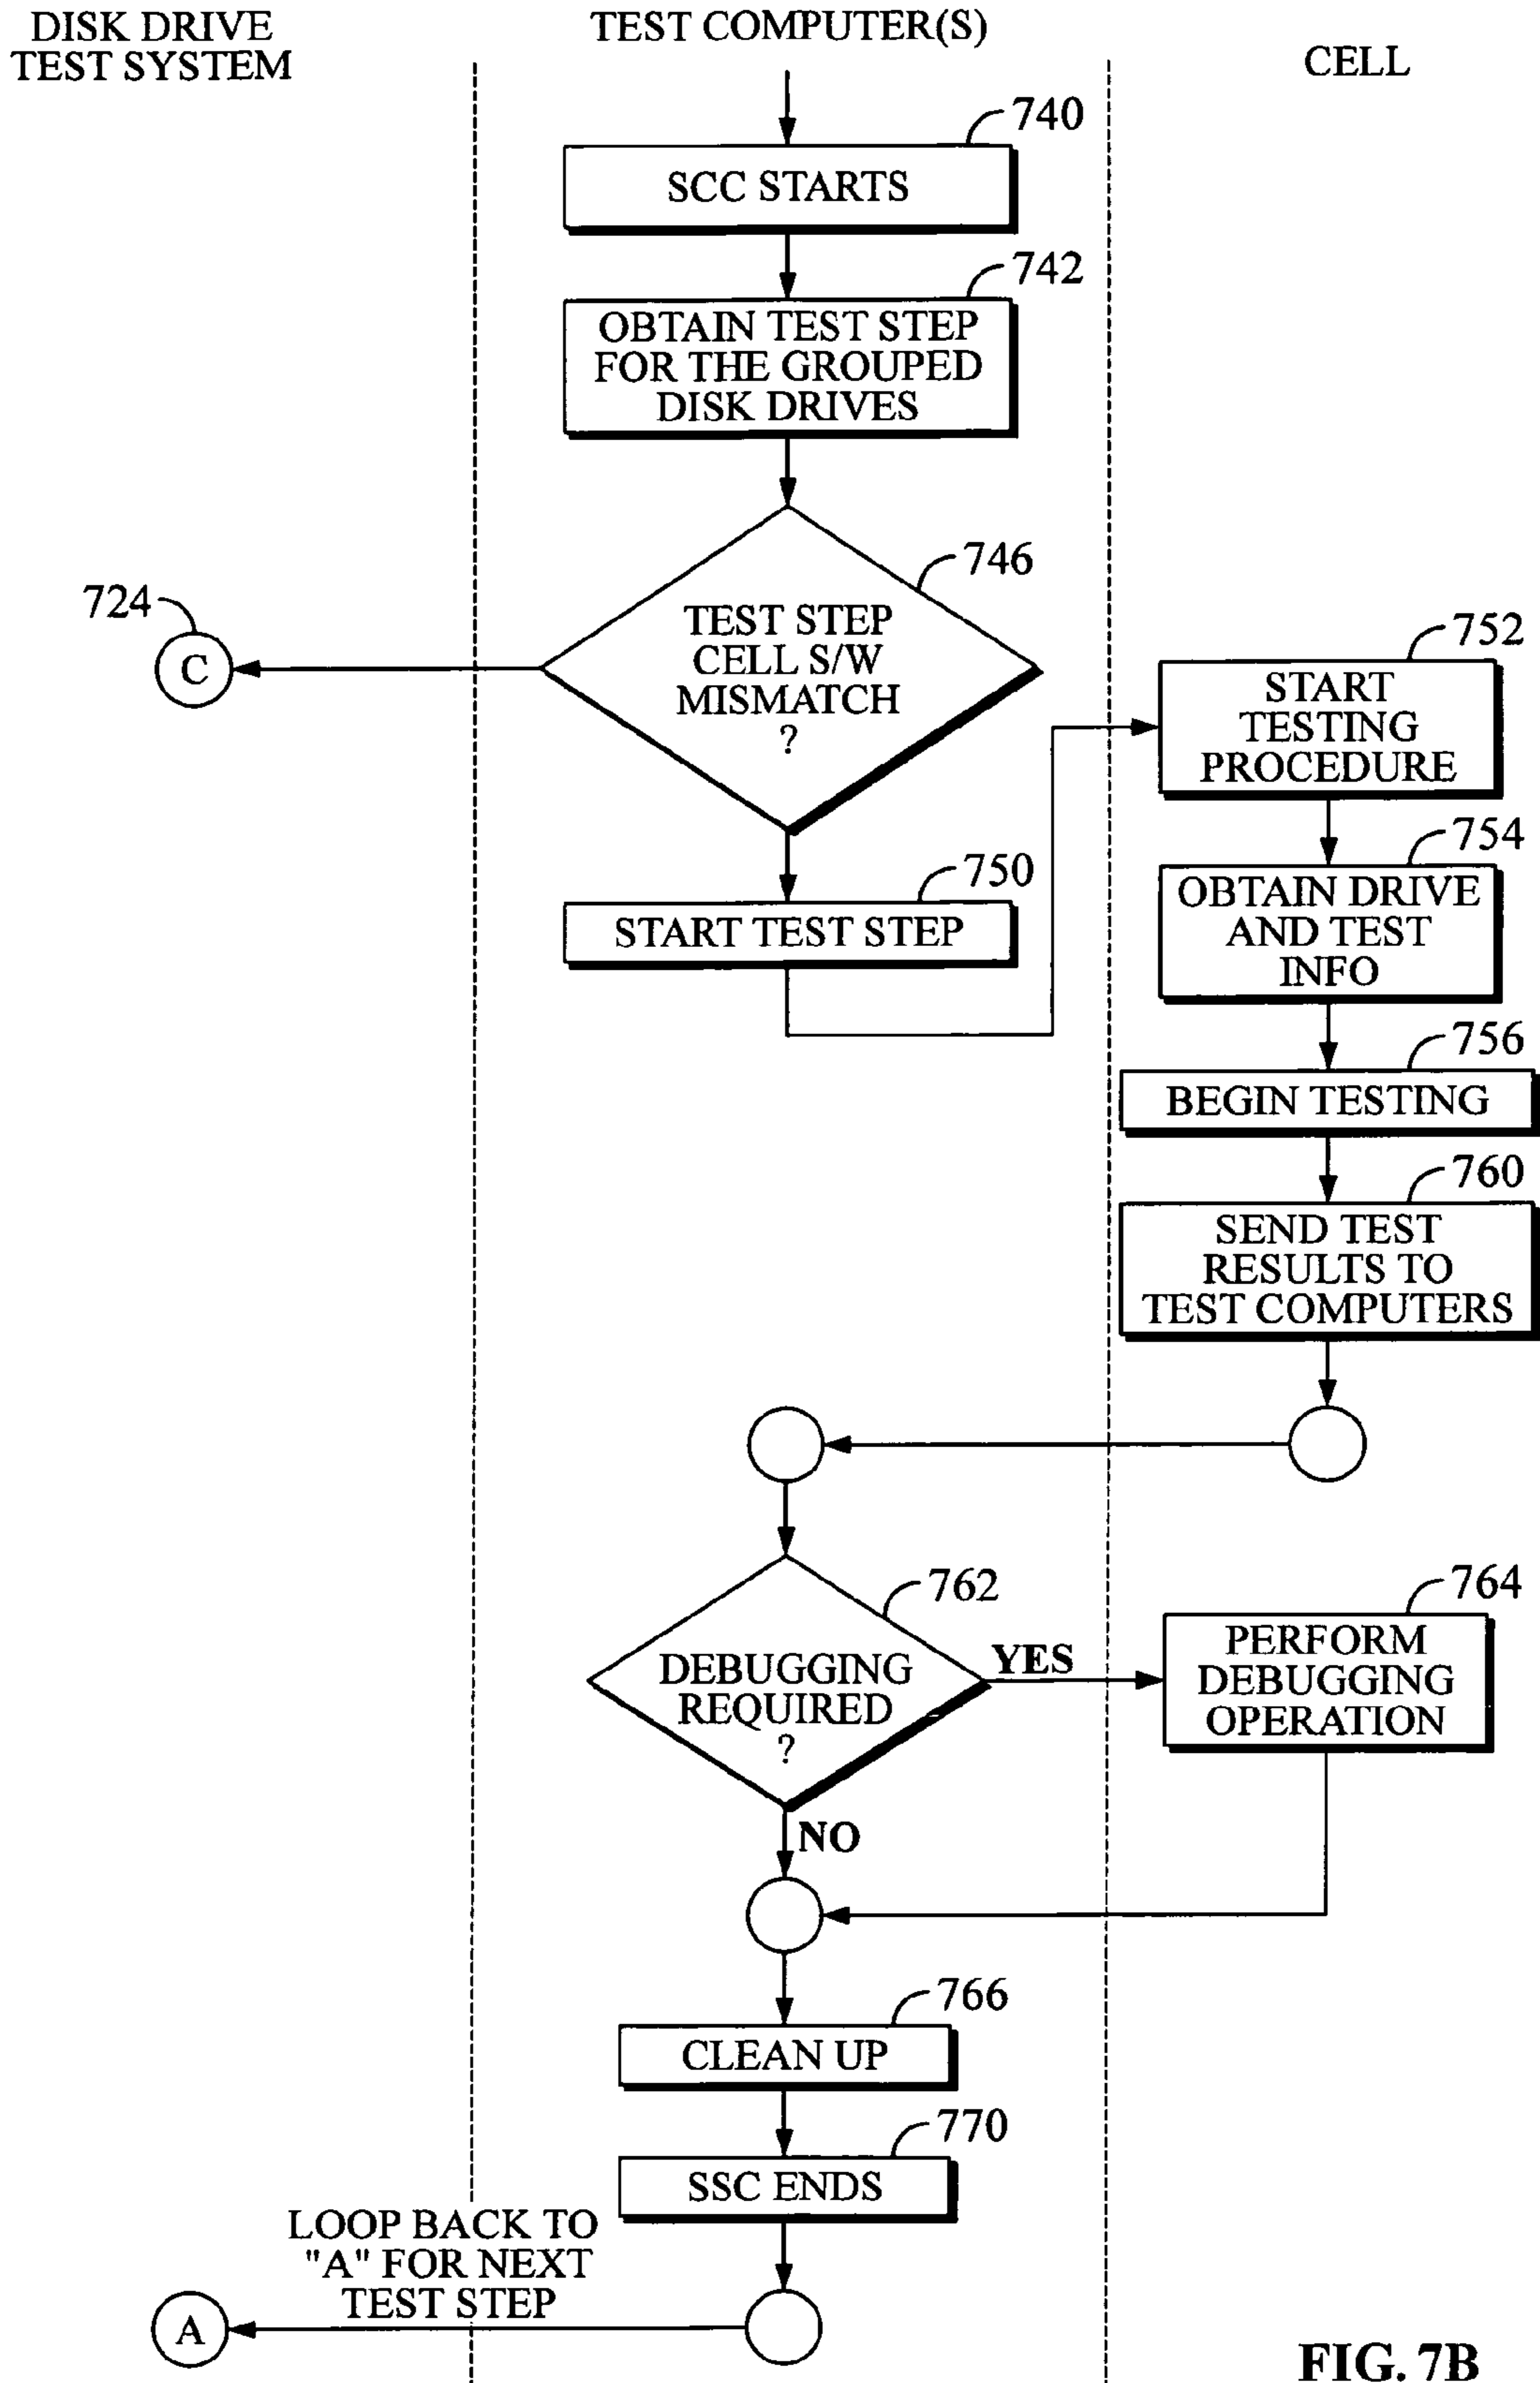 DISK DRIVE
TEST SYSTEM
TEST COMPUTER(S)
CELL
740
SCC STARTS
742
OBTAIN TEST STEP
FOR THE GROUPED
DISK DRIVES
746
TEST STEP
CELL S/W
MISMATCH
?
724
C
750
START TEST STEP
752
START
TESTING
PROCEDURE
754
OBTAIN DRIVE
AND TEST
INFO
756
BEGIN TESTING
760
SEND TEST
RESULTS TO
TEST COMPUTERS
762
DEBUGGING
REQUIRED
?
YES
NO
764
PERFORM
DEBUGGING
OPERATION
766
CLEAN UP
770
SSC ENDS
LOOP BACK TO
"A" FOR NEXT
TEST STEP
A
FIG. 7B